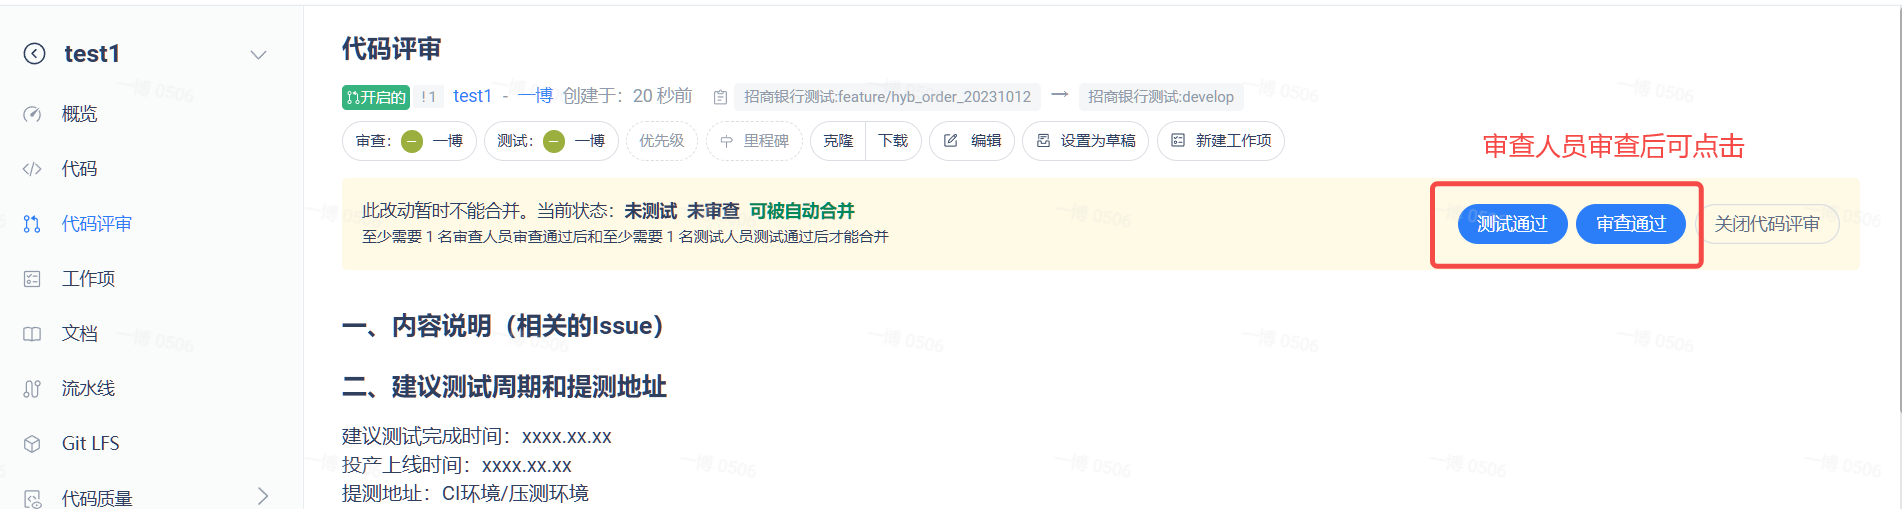 test1
概览
代码
代码评审
工作项
文档
流水线
Git LFS
代码质量
代码评审
开启的 !1 test1 - 一博 创建于：20 秒前 招商银行测试:feature/hyb_order_20231012 → 招商银行测试:develop
审查： 一博 测试： 一博 优先级 里程碑 克隆 下载 编辑 设置为草稿 新建工作项
审查人员审查后可点击
此改动暂时不能合并。当前状态：未测试 未审查 可被自动合并
至少需要 1 名审查人员审查通过后和至少需要 1 名测试人员测试通过后才能合并
测试通过 审查通过 关闭代码评审
一、内容说明（相关的Issue）
二、建议测试周期和提测地址
建议测试完成时间：xxxx.xx.xx
投产上线时间：xxxx.xx.xx
提测地址：CI环境/压测环境
一博 0506